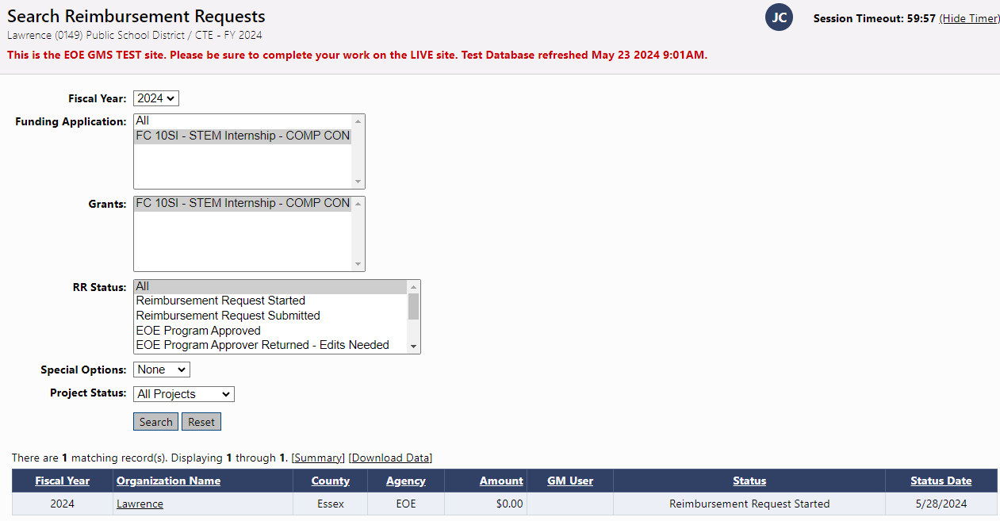 Search Reimbursement Requests
JC
Session Timeout: 59:57 (Hide Timer)
Lawrence (0149) Public School District / CTE - FY 2024
This is the EOE GMS TEST site. Please be sure to complete your work on the LIVE site. Test Database refreshed May 23 2024 9:01AM.
Fiscal Year: 2024
Funding Application: All
FC 10SI - STEM Internship - COMP CON
Grants: FC 10SI - STEM Internship - COMP CON
RR Status: All
Reimbursement Request Started
Reimbursement Request Submitted
EOE Program Approved
EOE Program Approver Returned - Edits Needed
Special Options: None
Project Status: All Projects
Search Reset
There are 1 matching record(s). Displaying 1 through 1. [Summary] [Download Data]
Fiscal Year Organization Name County Agency Amount GM User Status Status Date
2024 Lawrence Essex EOE $0.00 Reimbursement Request Started 5/28/2024